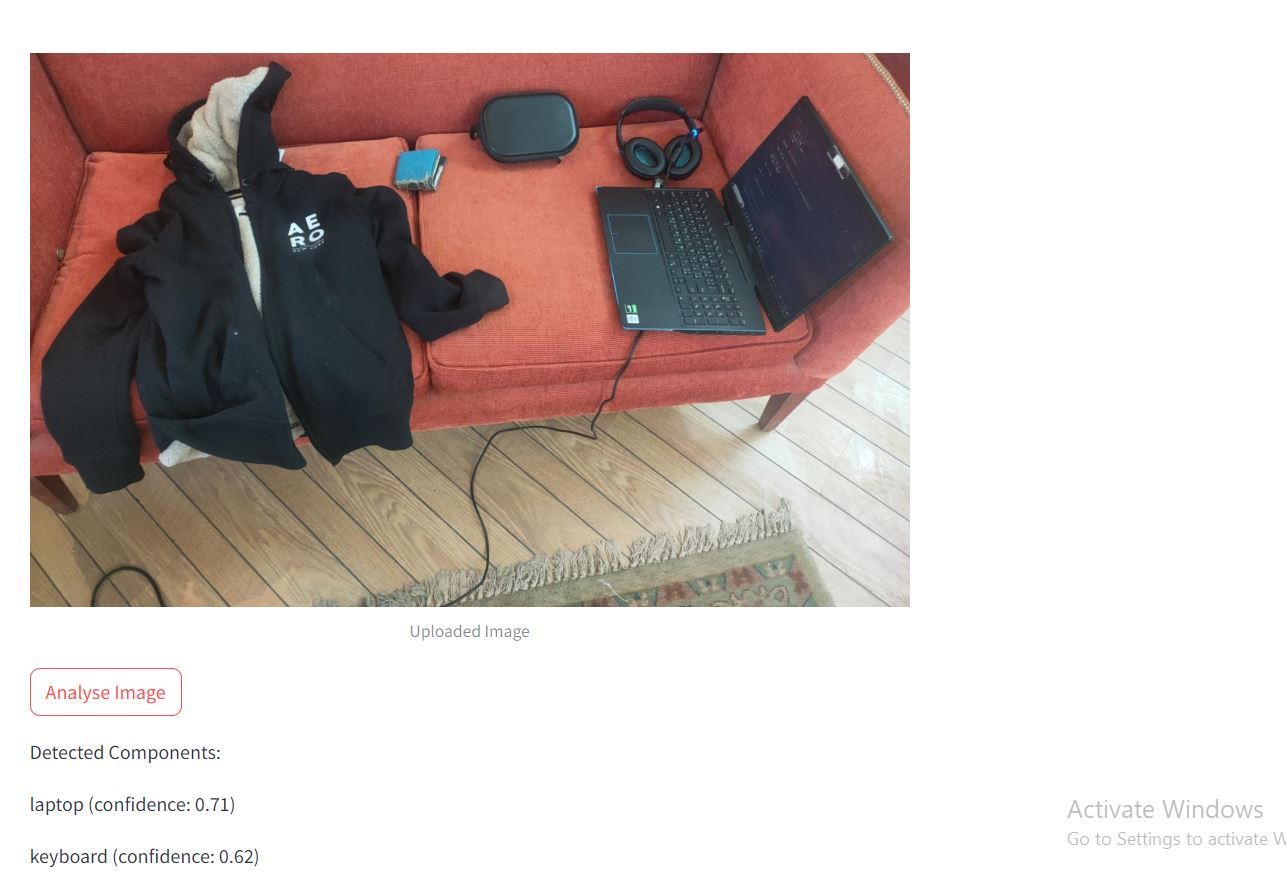 AE
RO
NEW YORK
Uploaded Image
Analyse Image
Detected Components:
laptop (confidence: 0.71)
keyboard (confidence: 0.62)
Activate Windows
Go to Settings to activate W